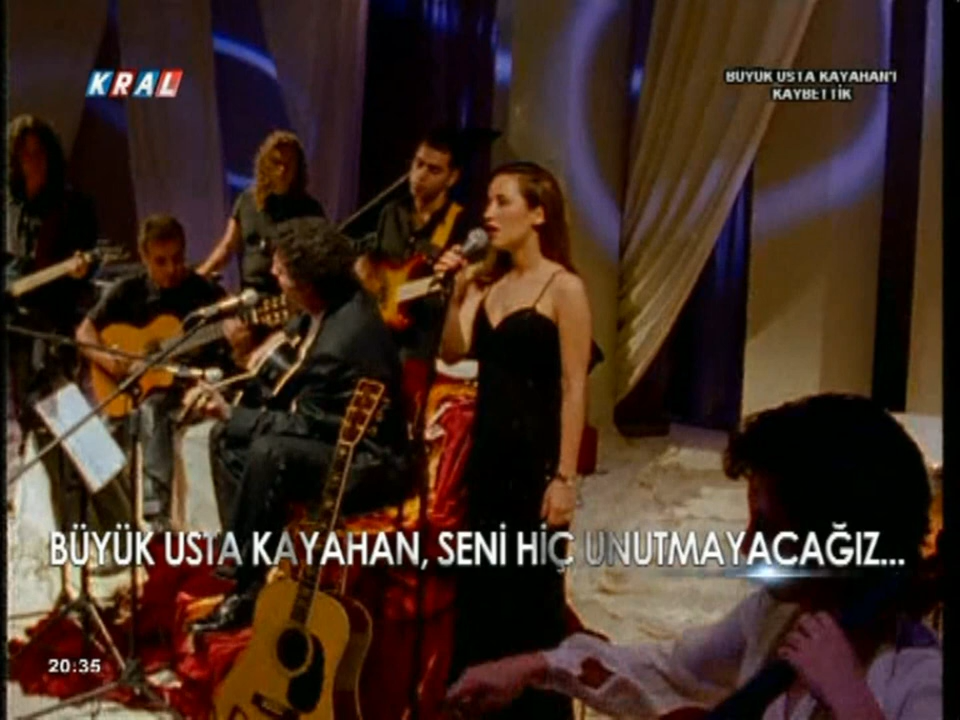 KRAL
BÜYÜK USTA KAYAHAN'I
KAYBETTİK
BÜYÜK USTA KAYAHAN, SENİ HİÇ UNUTMAYACAĞIZ...
20:35